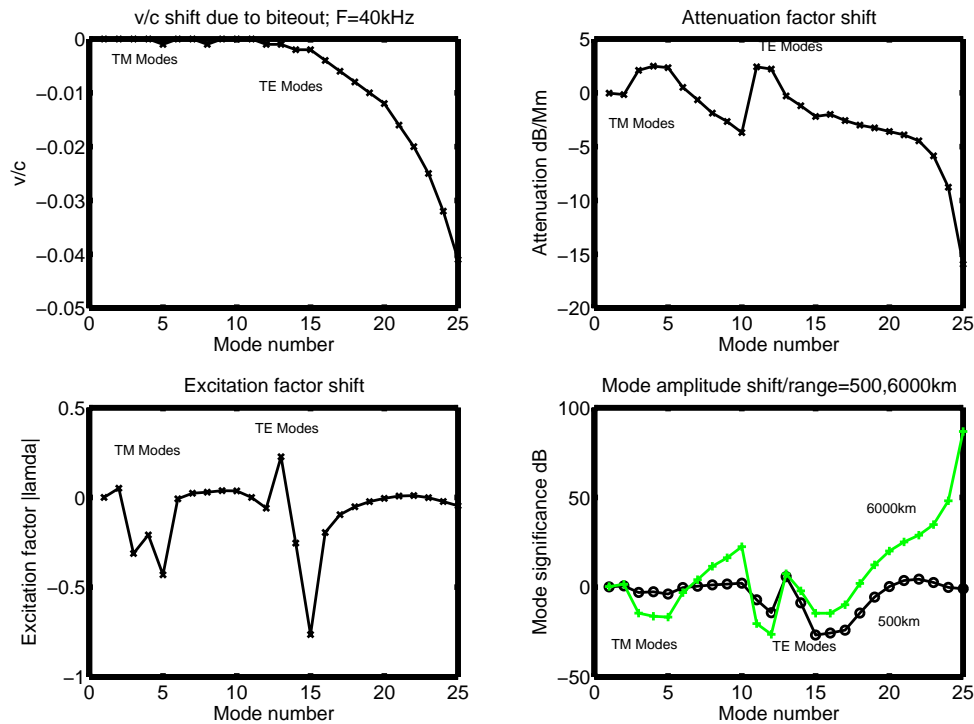 v/c shift due to biteout; F=40kHz
0
−0.01
−0.02
−0.03
−0.04
−0.05
v/c
TM Modes
TE Modes
0 5 10 15 20 25
Mode number
Attenuation factor shift
5
0
−5
−10
−15
−20
Attenuation dB/Mm
TE Modes
TM Modes
0 5 10 15 20 25
Mode number
Excitation factor shift
0.5
0
−0.5
−1
Excitation factor |lamda|
TE Modes
TM Modes
0 5 10 15 20 25
Mode number
Mode amplitude shift/range=500,6000km
100
50
0
−50
Mode significance dB
6000km
500km
TM Modes
TE Modes
0 5 10 15 20 25
Mode number